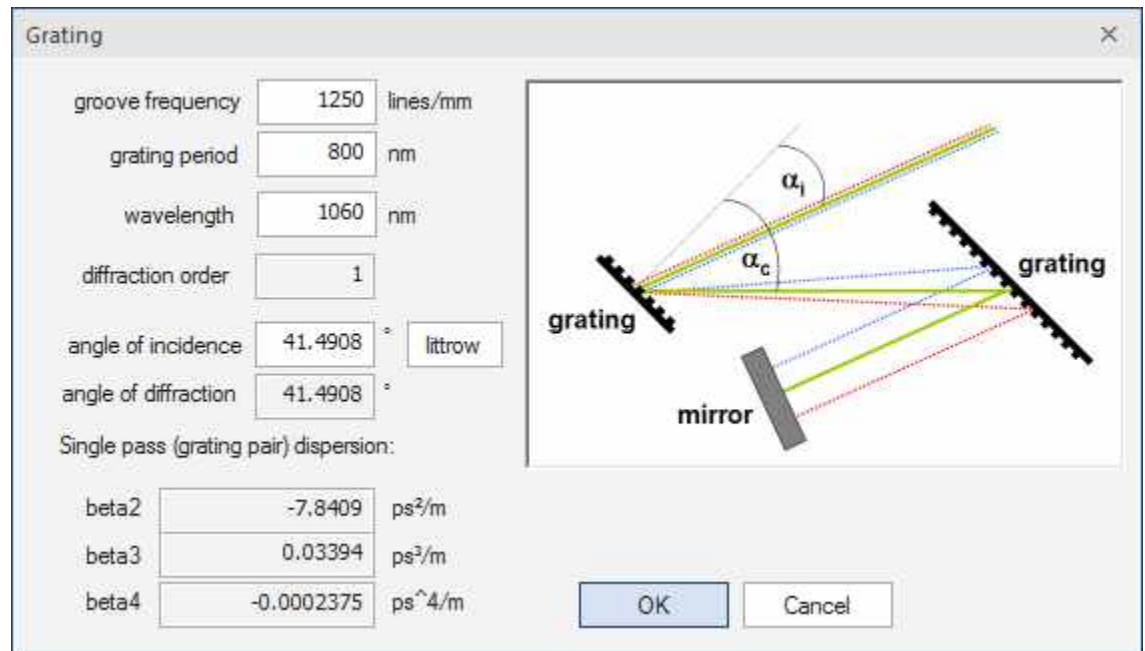 Grating
groove frequency 1250 lines/mm
grating period 800 nm
wavelength 1060 nm
diffraction order 1
angle of incidence 41.4908 ° littrow
angle of diffraction 41.4908 °
Single pass (grating pair) dispersion:
beta2 -7.8409 ps²/m
beta3 0.03394 ps³/m
beta4 -0.0002375 ps^4/m
αi
αc
grating
grating
mirror
OK Cancel